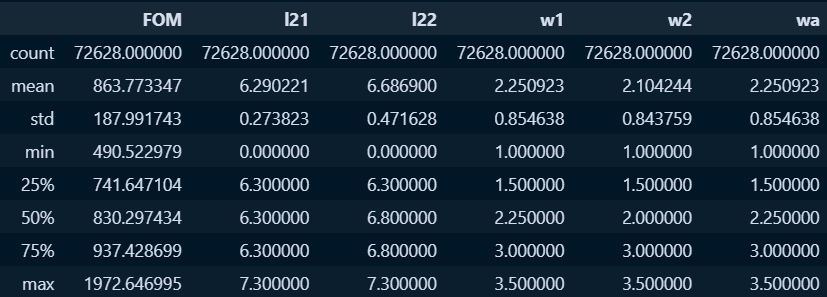 FOM l21 l22 w1 w2 wa
count 72628.000000 72628.000000 72628.000000 72628.000000 72628.000000 72628.000000
mean 863.773347 6.290221 6.686900 2.250923 2.104244 2.250923
std 187.991743 0.273823 0.471628 0.854638 0.843759 0.854638
min 490.522979 0.000000 0.000000 1.000000 1.000000 1.000000
25% 741.647104 6.300000 6.300000 1.500000 1.500000 1.500000
50% 830.297434 6.300000 6.800000 2.250000 2.000000 2.250000
75% 937.428699 6.300000 6.800000 3.000000 3.000000 3.000000
max 1972.646995 7.300000 7.300000 3.500000 3.500000 3.500000